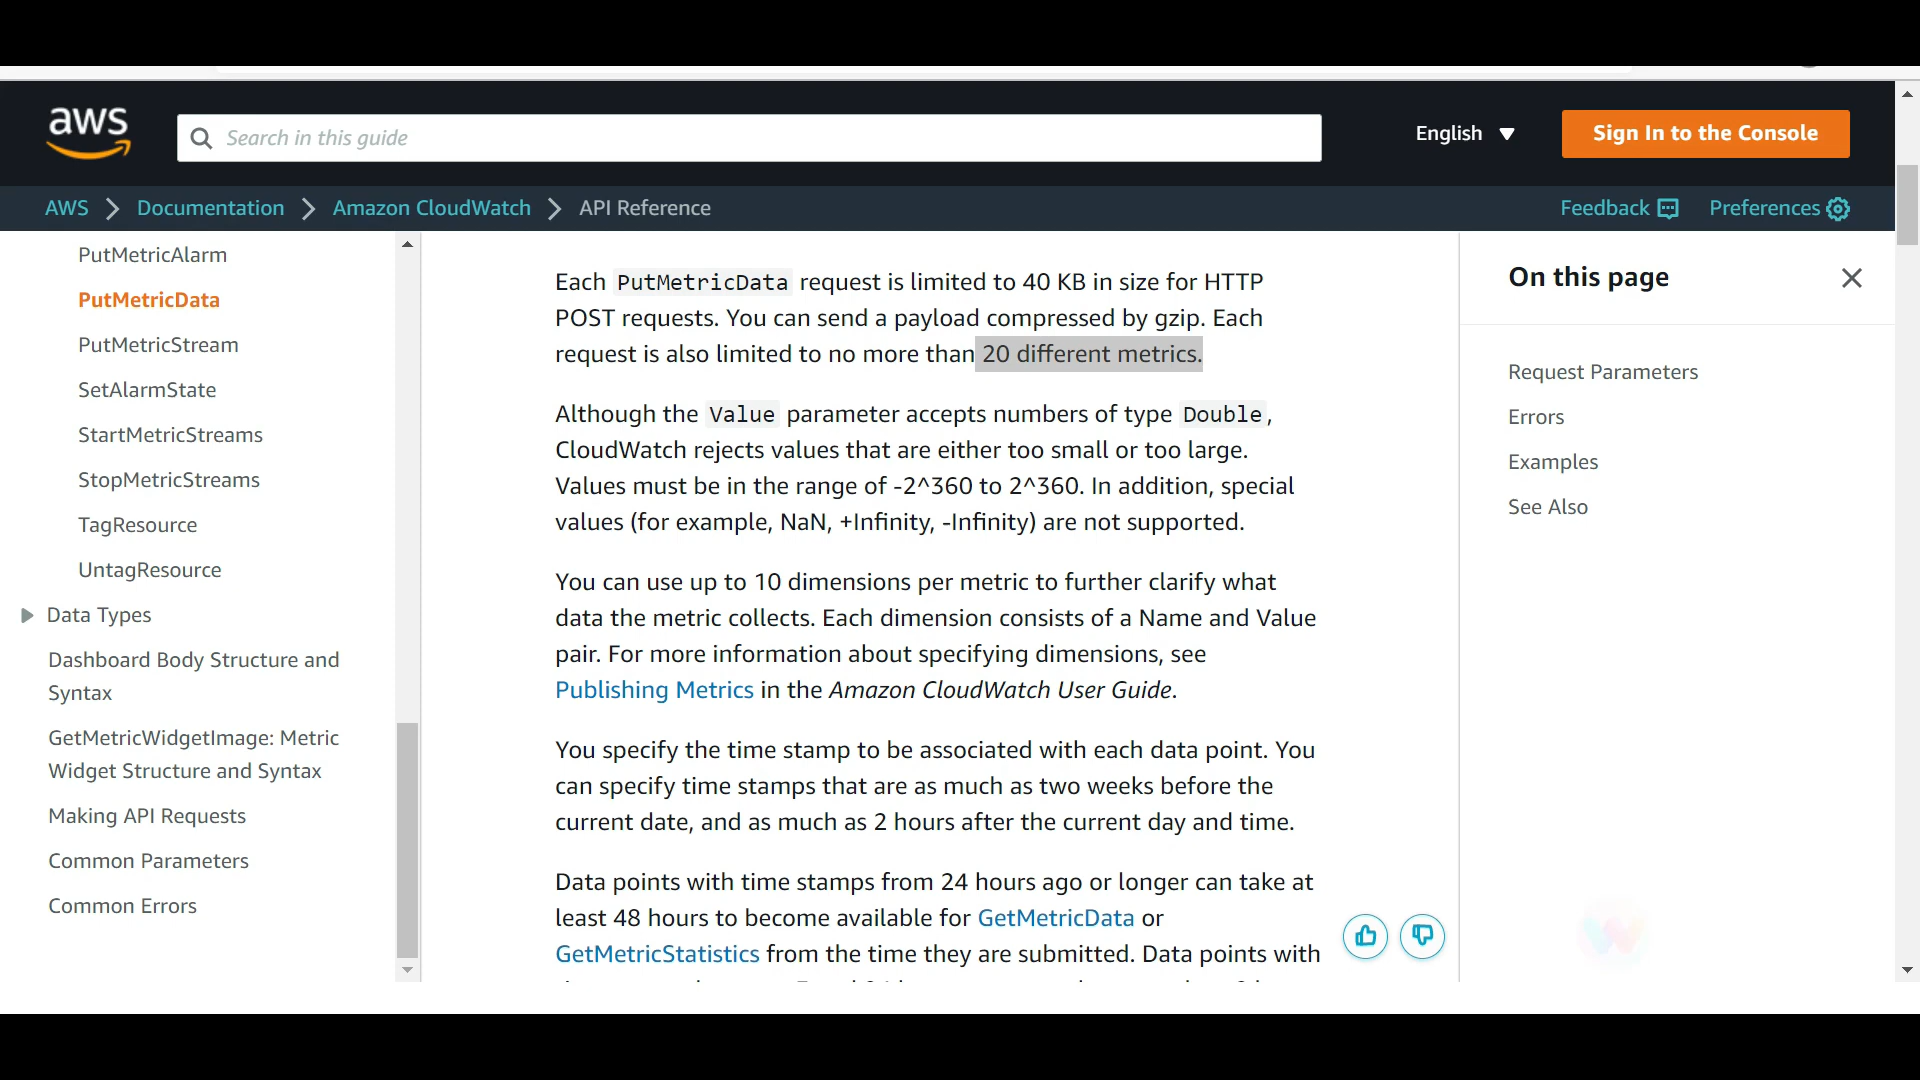 aws
Search in this guide
English
Sign In to the Console
AWS
Documentation
Amazon CloudWatch
API Reference
Feedback
Preferences
PutMetricAlarm
PutMetricData
PutMetricStream
SetAlarmState
StartMetricStreams
StopMetricStreams
TagResource
UntagResource
Data Types
Dashboard Body Structure and
Syntax
GetMetricWidgetImage: Metric
Widget Structure and Syntax
Making API Requests
Common Parameters
Common Errors
Each PutMetricData request is limited to 40 KB in size for HTTP
POST requests. You can send a payload compressed by gzip. Each
request is also limited to no more than 20 different metrics.
Although the Value parameter accepts numbers of type Double,
CloudWatch rejects values that are either too small or too large.
Values must be in the range of -2^360 to 2^360. In addition, special
values (for example, NaN, +Infinity, -Infinity) are not supported.
You can use up to 10 dimensions per metric to further clarify what
data the metric collects. Each dimension consists of a Name and Value
pair. For more information about specifying dimensions, see
Publishing Metrics in the Amazon CloudWatch User Guide.
You specify the time stamp to be associated with each data point. You
can specify time stamps that are as much as two weeks before the
current date, and as much as 2 hours after the current day and time.
Data points with time stamps from 24 hours ago or longer can take at
least 48 hours to become available for GetMetricData or
GetMetricStatistics from the time they are submitted. Data points with
On this page
Request Parameters
Errors
Examples
See Also